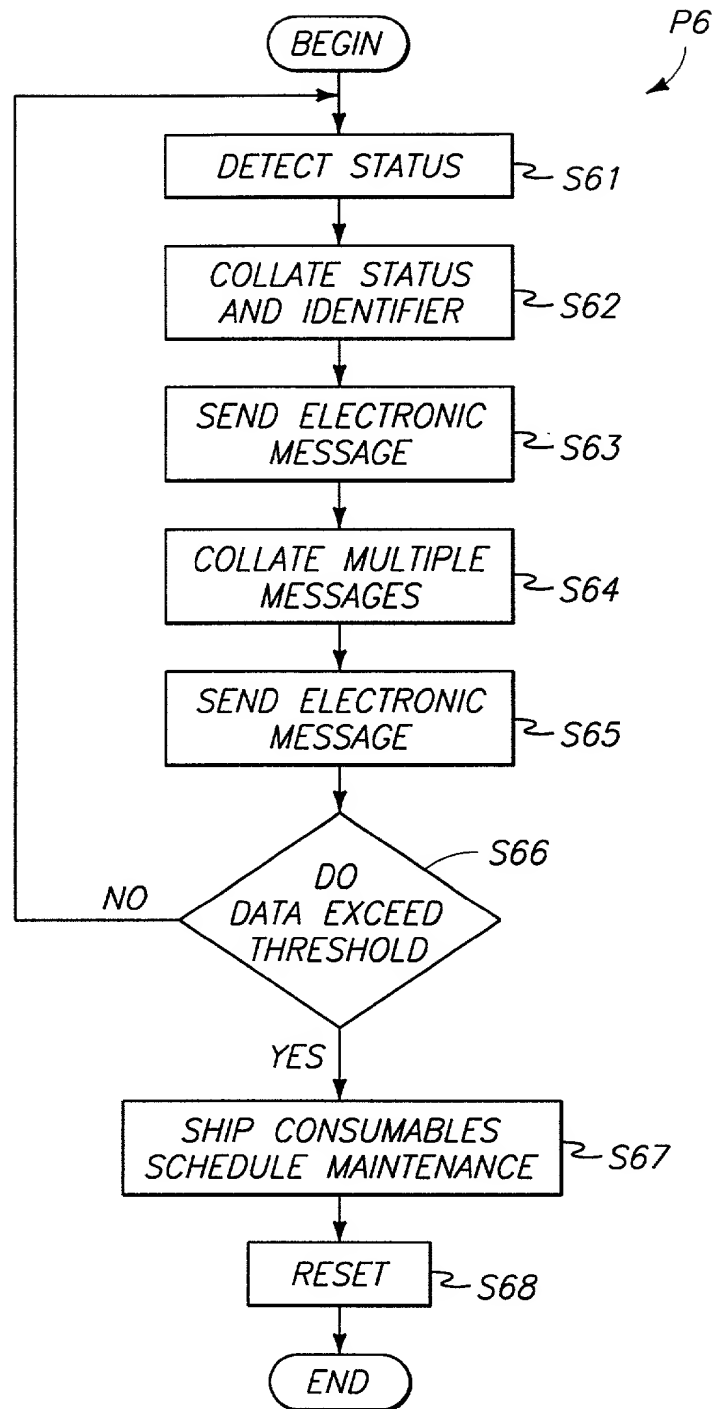 P6
BEGIN
DETECT STATUS
S61
COLLATE STATUS
AND IDENTIFIER
S62
SEND ELECTRONIC
MESSAGE
S63
COLLATE MULTIPLE
MESSAGES
S64
SEND ELECTRONIC
MESSAGE
S65
S66
DO
DATA EXCEED
THRESHOLD
NO
YES
SHIP CONSUMABLES
SCHEDULE MAINTENANCE
S67
RESET
S68
END